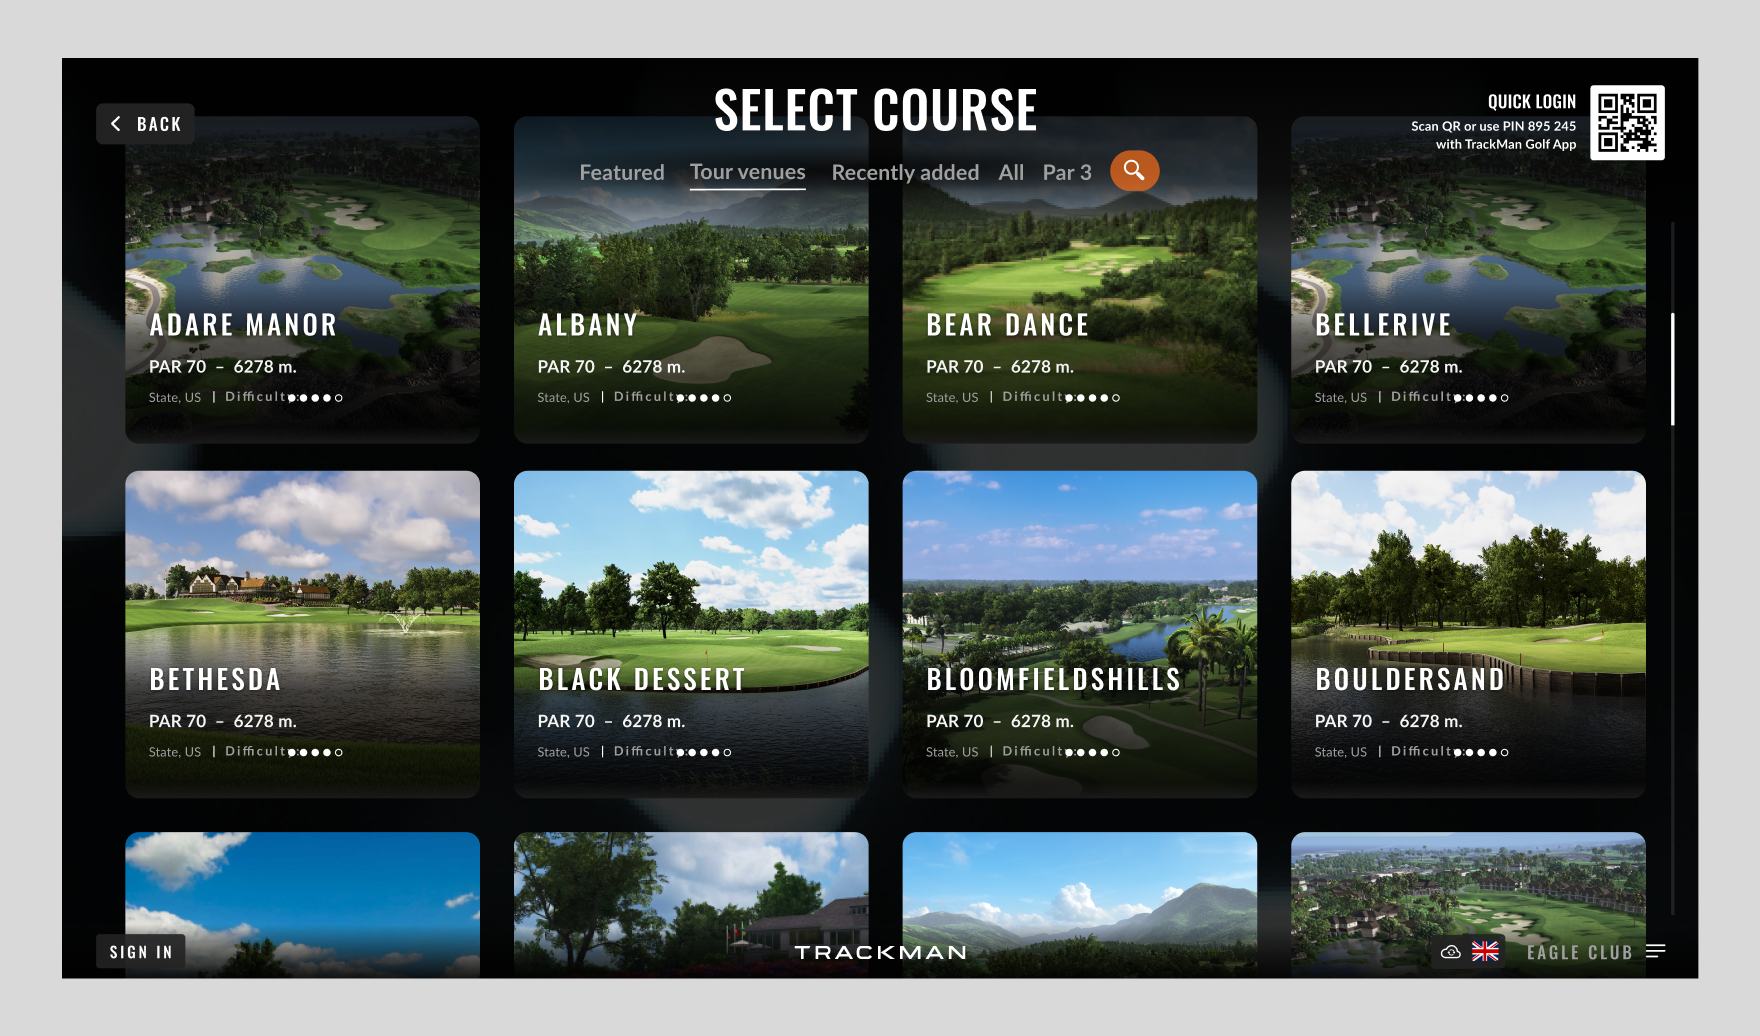 SELECT COURSE
BACK
QUICK LOGIN
Scan QR or use PIN 895 245
with TrackMan Golf App
Featured Tour venues Recently added All Par 3
ADARE MANOR
PAR 70 – 6278 m.
State, US | Difficulty:
ALBANY
PAR 70 – 6278 m.
State, US | Difficulty:
BEAR DANCE
PAR 70 – 6278 m.
State, US | Difficulty:
BELLERIVE
PAR 70 – 6278 m.
State, US | Difficulty:
BETHESDA
PAR 70 – 6278 m.
State, US | Difficulty:
BLACK DESSERT
PAR 70 – 6278 m.
State, US | Difficulty:
BLOOMFIELDSHILLS
PAR 70 – 6278 m.
State, US | Difficulty:
BOULDERSAND
PAR 70 – 6278 m.
State, US | Difficulty:
SIGN IN
TRACKMAN
EAGLE CLUB